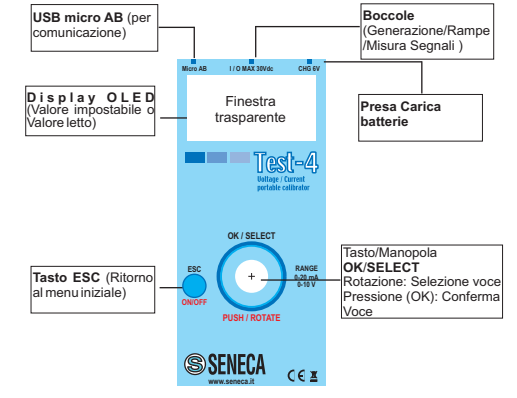 USB micro AB (per
comunicazione)
Boccole
(Generazione/Rampe
/Misura Segnali )
Micro AB
I / O MAX 30Vdc
CHG 6V
Display OLED
(Valore impostabile o
Valore letto)
Finestra
trasparente
Presa Carica
batterie
Test-4
Voltage / Current
portable calibrator
OK / SELECT
ESC
ON/OFF
RANGE
0-20 mA
0-10 V
PUSH / ROTATE
Tasto ESC (Ritorno
al menu iniziale)
Tasto/Manopola
OK/SELECT
Rotazione: Selezione voce
Pressione (OK): Conferma
Voce
S SENECA
www.seneca.it
CE